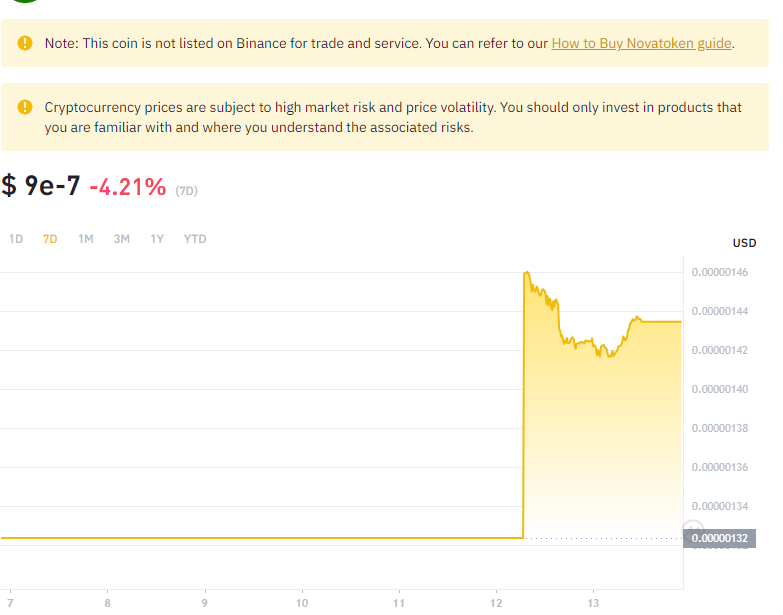 Note: This coin is not listed on Binance for trade and service. You can refer to our How to Buy Novatoken guide.
Cryptocurrency prices are subject to high market risk and price volatility. You should only invest in products that
you are familiar with and where you understand the associated risks.
$ 9e-7 -4.21% (7D)
1D 7D 1M 3M 1Y YTD
USD
0.00000146
0.00000144
0.00000142
0.00000140
0.00000138
0.00000136
0.00000134
0.00000132
7 8 9 10 11 12 13